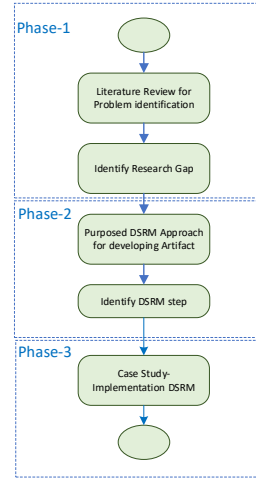 Phase-1
Literature Review for
Problem identification
Identify Research Gap
Phase-2
Purposed DSRM Approach
for developing Artifact
Identify DSRM step
Phase-3
Case Study-
Implementation DSRM